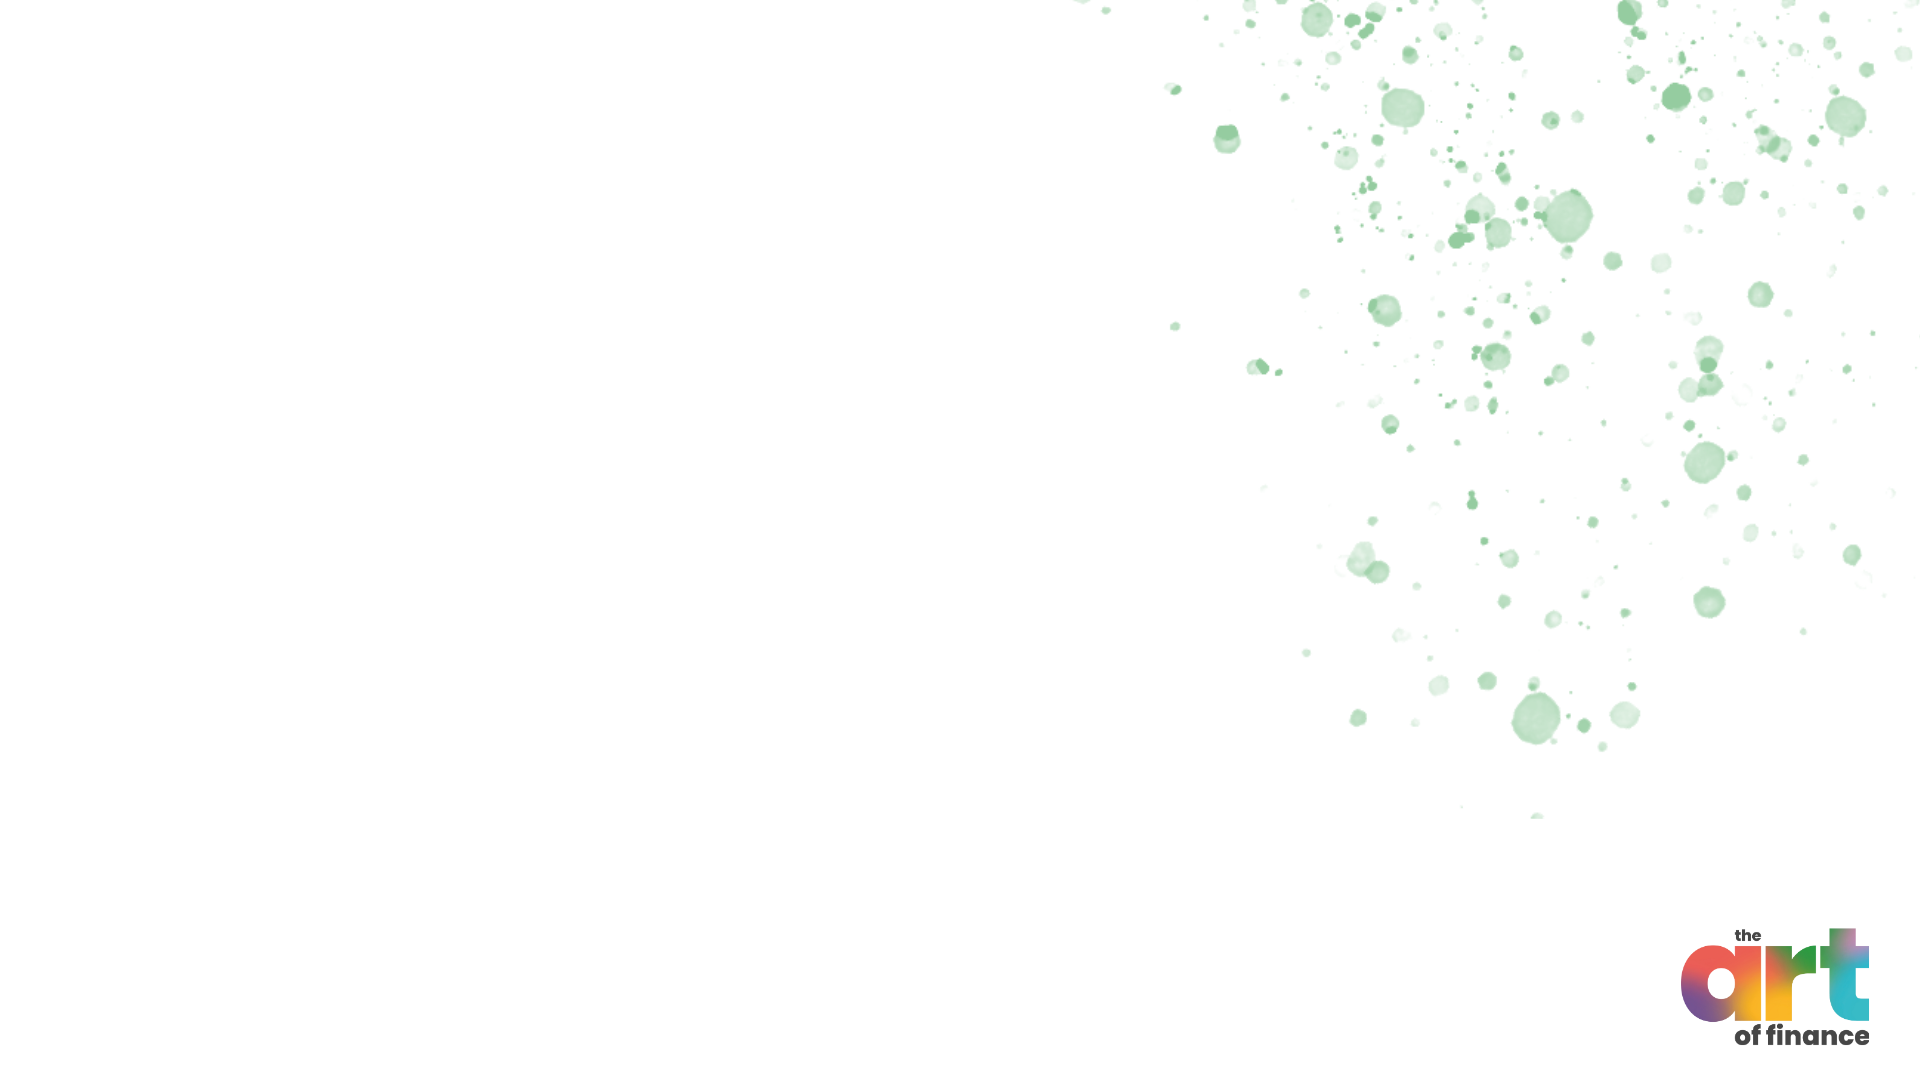 the
art
of finance